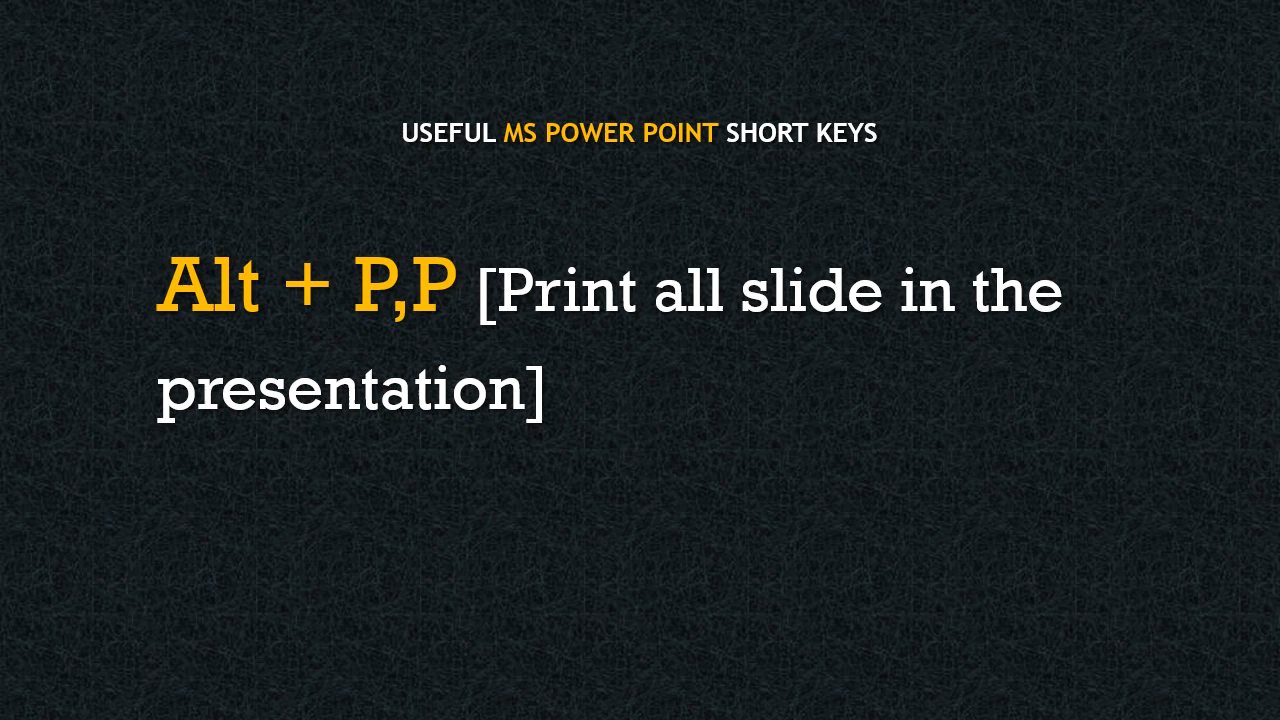 USEFUL MS POWER POINT SHORT KEYS
Alt + P,P [Print all slide in the
presentation]